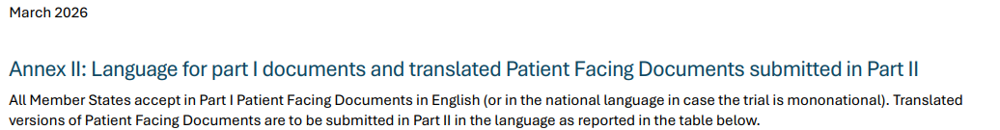 March 2026
Annex II: Language for part I documents and translated Patient Facing Documents submitted in Part II
All Member States accept in Part I Patient Facing Documents in English (or in the national language in case the trial is mononational). Translated
versions of Patient Facing Documents are to be submitted in Part II in the language as reported in the table below.